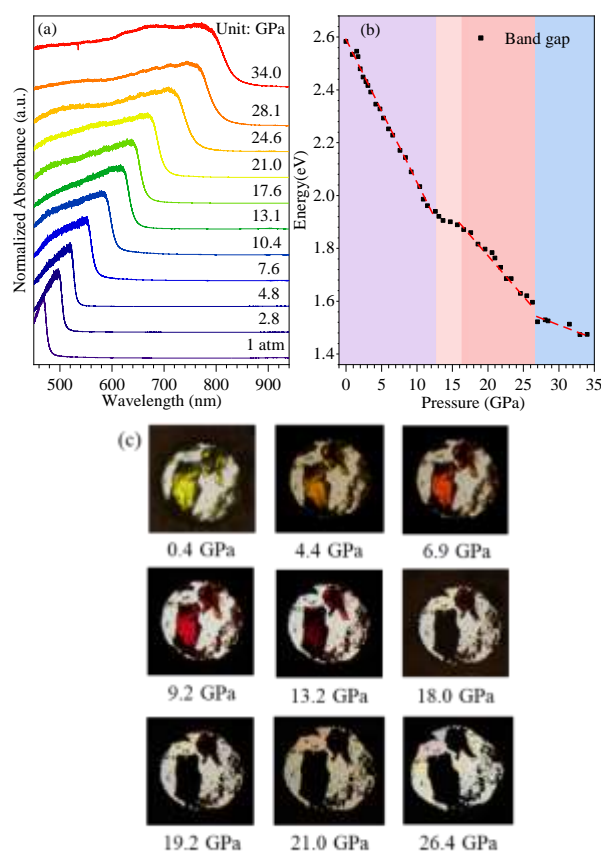 (a)
Unit: GPa
34.0
28.1
24.6
21.0
17.6
13.1
10.4
7.6
4.8
2.8
1 atm
Normalized Absorbance (a.u.)
500 600 700 800 900
Wavelength (nm)
(b)
Band gap
2.6
2.4
2.2
2.0
1.8
1.6
1.4
Energy(eV)
0 5 10 15 20 25 30 35
Pressure (GPa)
(c)
0.4 GPa 4.4 GPa 6.9 GPa
9.2 GPa 13.2 GPa 18.0 GPa
19.2 GPa 21.0 GPa 26.4 GPa